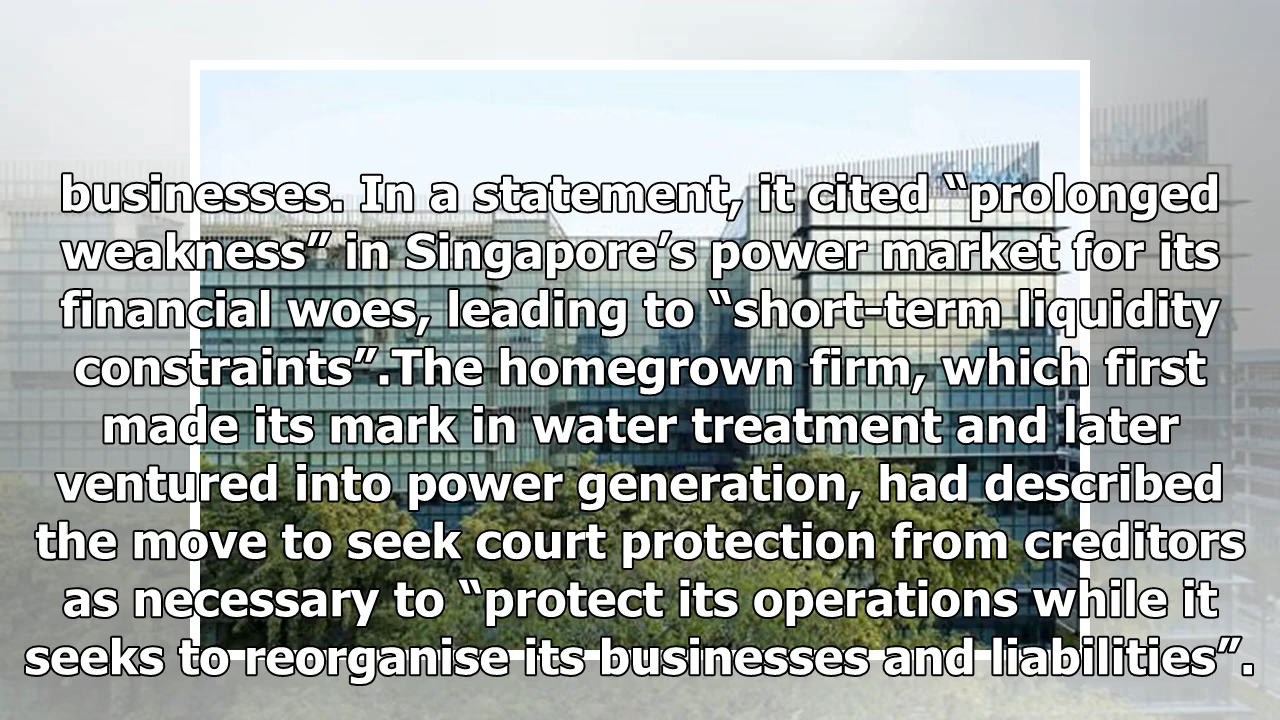 businesses. In a statement, it cited “prolonged
weakness” in Singapore’s power market for its
financial woes, leading to “short-term liquidity
constraints”.The homegrown firm, which first
made its mark in water treatment and later
ventured into power generation, had described
the move to seek court protection from creditors
as necessary to “protect its operations while it
seeks to reorganise its businesses and liabilities”.